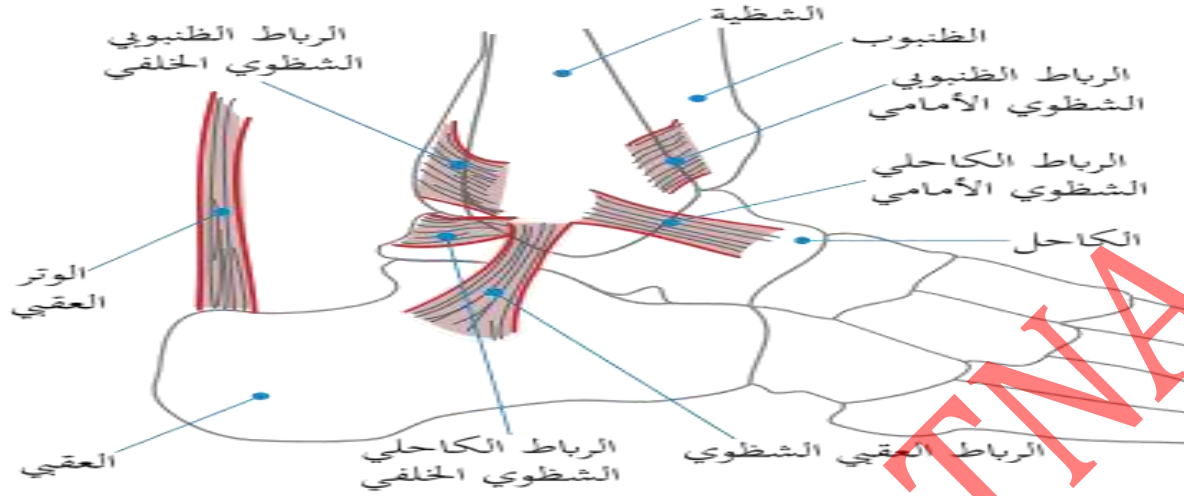 الشظية
الظنبوب
الرباط الظنبوبي
الشظوي الأمامي
الرباط الكاحلي
الشظوي الأمامي
الكاحل
الرباط الظنبوبي
الشظوي الخلفي
الوتر
العقبي
العقبي
الرباط الكاحلي
الشظوي الخلفي
الرباط العقبي الشظوي
TNA